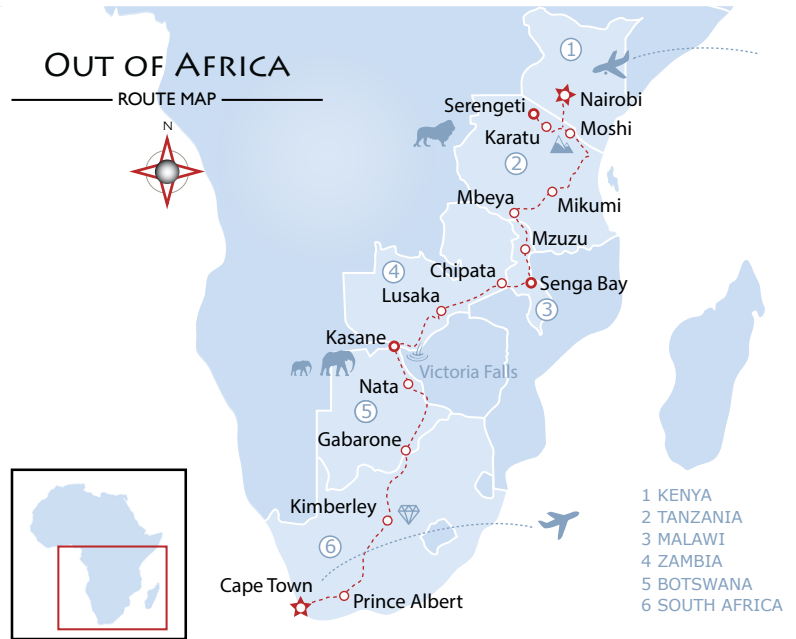 OUT OF AFRICA
ROUTE MAP
N
1
Nairobi
Serengeti
Karatu
Moshi
2
Mbeya
Mikumi
Mzuzu
4
Chipata
Senga Bay
Lusaka
3
Kasane
Victoria Falls
Nata
5
Gabarone
Kimberley
6
Cape Town
Prince Albert
1 KENYA
2 TANZANIA
3 MALAWI
4 ZAMBIA
5 BOTSWANA
6 SOUTH AFRICA